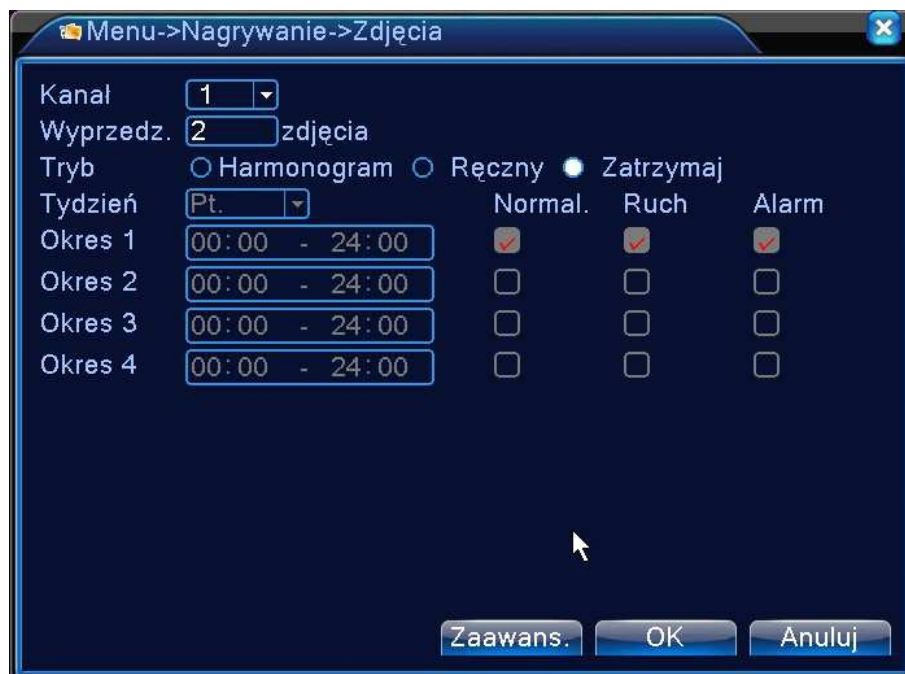 Menu->Nagrywanie->Zdjęcia
Kanał 1
Wyprzedz. 2 zdjęcia
Tryb Harmonogram Ręczny Zatrzymaj
Tydzień Pt. Normal. Ruch Alarm
Okres 1 00:00 - 24:00
Okres 2 00:00 - 24:00
Okres 3 00:00 - 24:00
Okres 4 00:00 - 24:00
Zaawans. OK Anuluj